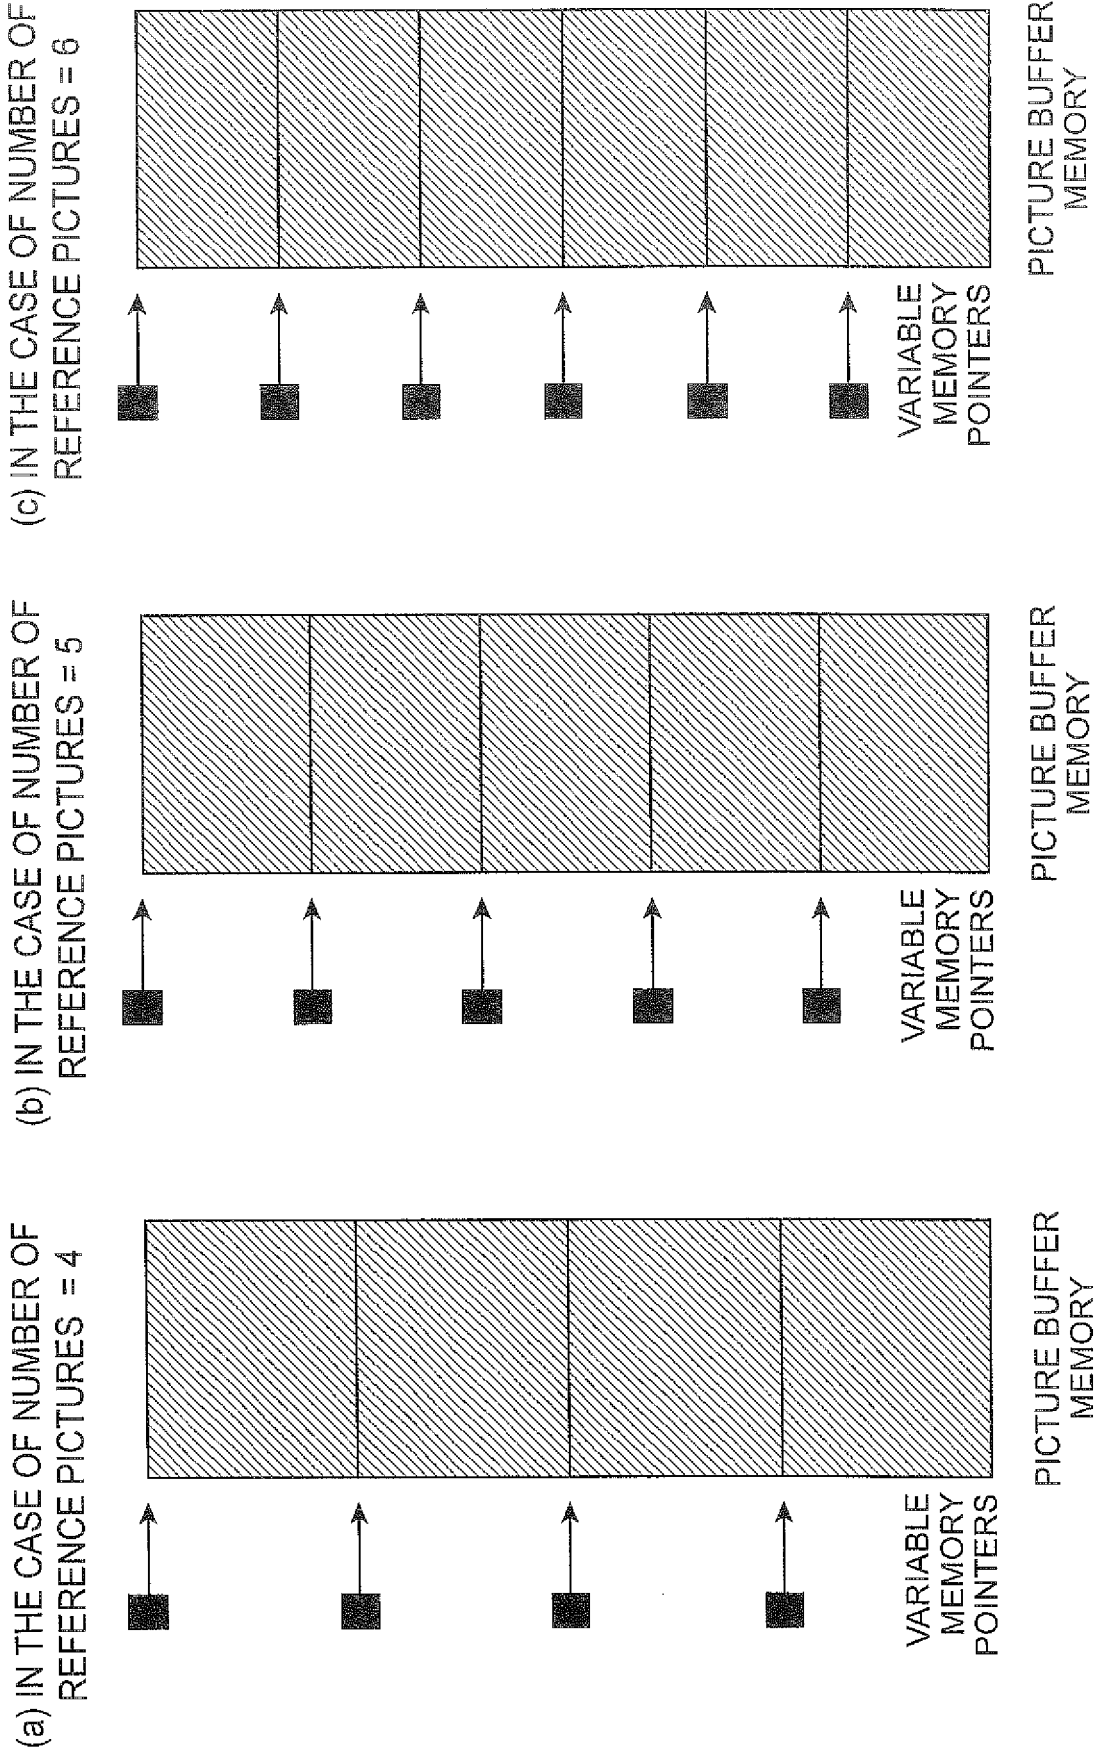 (a) IN THE CASE OF NUMBER OF
REFERENCE PICTURES = 4
VARIABLE
MEMORY
POINTERS
PICTURE BUFFER
MEMORY
(b) IN THE CASE OF NUMBER OF
REFERENCE PICTURES = 5
VARIABLE
MEMORY
POINTERS
PICTURE BUFFER
MEMORY
(c) IN THE CASE OF NUMBER OF
REFERENCE PICTURES = 6
VARIABLE
MEMORY
POINTERS
PICTURE BUFFER
MEMORY